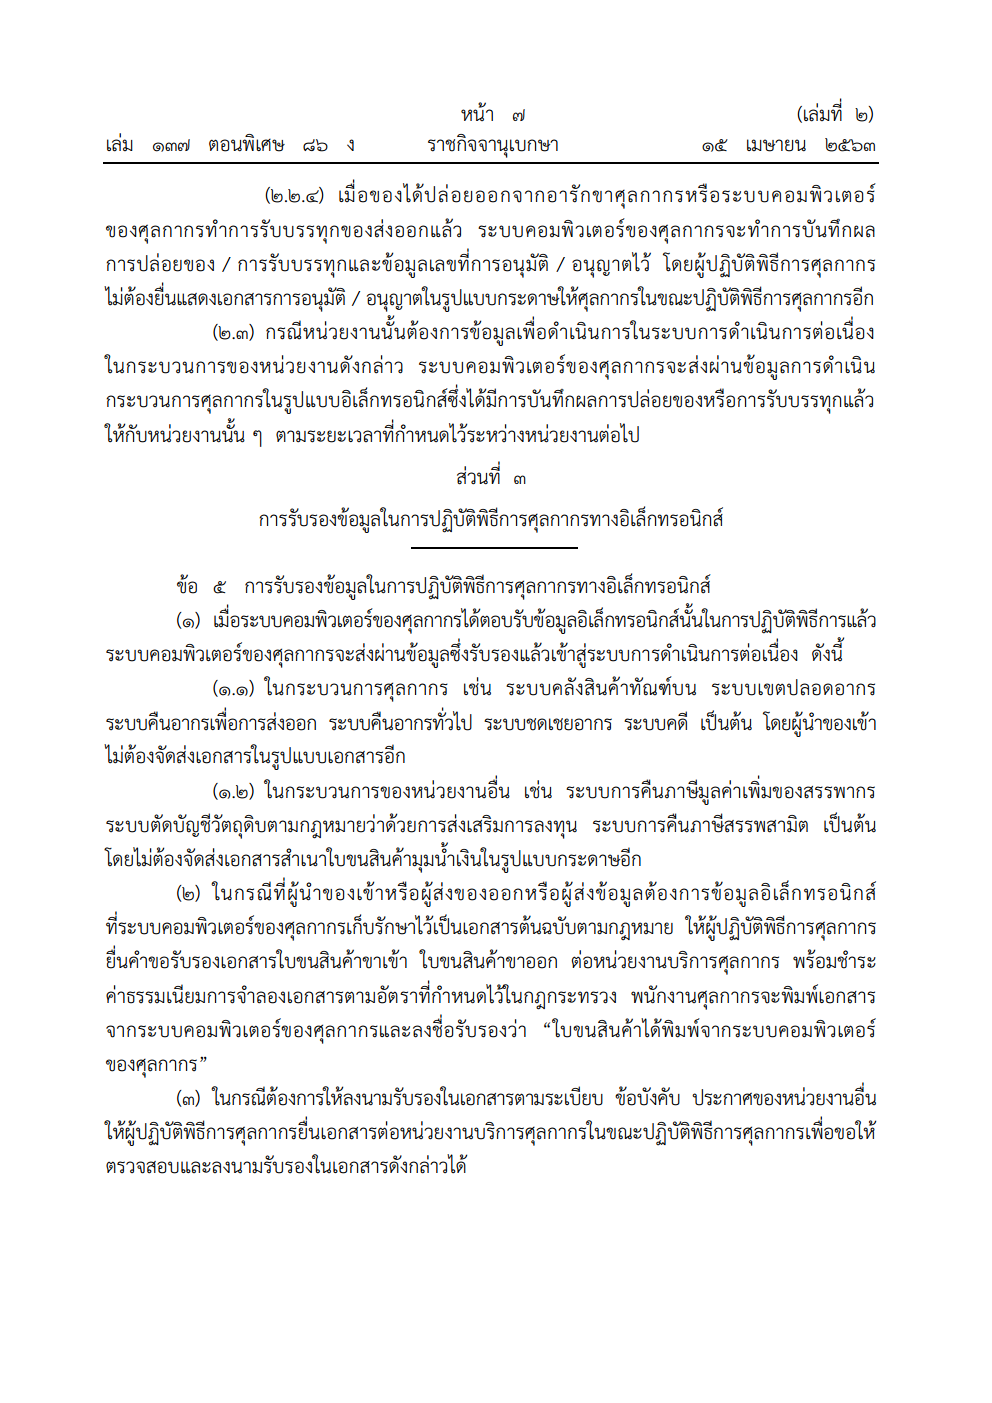 หน้า ๗
(เล่มที่ ๒)
เล่ม ๑๓๗ ตอนพิเศษ ๘๖ ง ราชกิจจานุเบกษา ๑๕ เมษายน ๒๕๖๓
(๒.๒.๔) เมื่อของได้ปล่อยออกจากอารักขาศุลกากรหรือระบบคอมพิวเตอร์
ของศุลกากรทำการรับบรรทุกของส่งออกแล้ว ระบบคอมพิวเตอร์ของศุลกากรจะทำการบันทึกผล
การปล่อยของ / การรับบรรทุกและข้อมูลเลขที่การอนุมัติ / อนุญาตไว้ โดยผู้ปฏิบัติพิธีการศุลกากร
ไม่ต้องยื่นแสดงเอกสารการอนุมัติ / อนุญาตในรูปแบบกระดาษให้ศุลกากรในขณะปฏิบัติพิธีการศุลกากรอีก
(๒.๓) กรณีหน่วยงานนั้นต้องการข้อมูลเพื่อดำเนินการในระบบการดำเนินการต่อเนื่อง
ในกระบวนการของหน่วยงานดังกล่าว ระบบคอมพิวเตอร์ของศุลกากรจะส่งผ่านข้อมูลการดำเนิน
กระบวนการศุลกากรในรูปแบบอิเล็กทรอนิกส์ซึ่งได้มีการบันทึกผลการปล่อยของหรือการรับบรรทุกแล้ว
ให้กับหน่วยงานนั้น ๆ ตามระยะเวลาที่กำหนดไว้ระหว่างหน่วยงานต่อไป
ส่วนที่ ๓
การรับรองข้อมูลในการปฏิบัติพิธีการศุลกากรทางอิเล็กทรอนิกส์
ข้อ ๕ การรับรองข้อมูลในการปฏิบัติพิธีการศุลกากรทางอิเล็กทรอนิกส์
(๑) เมื่อระบบคอมพิวเตอร์ของศุลกากรได้ตอบรับข้อมูลอิเล็กทรอนิกส์นั้นในการปฏิบัติพิธีการแล้ว
ระบบคอมพิวเตอร์ของศุลกากรจะส่งผ่านข้อมูลซึ่งรับรองแล้วเข้าสู่ระบบการดำเนินการต่อเนื่อง ดังนี้
(๑.๑) ในกระบวนการศุลกากร เช่น ระบบคลังสินค้าทัณฑ์บน ระบบเขตปลอดอากร
ระบบคืนอากรเพื่อการส่งออก ระบบคืนอากรทั่วไป ระบบชดเชยอากร ระบบคดี เป็นต้น โดยผู้นำของเข้า
ไม่ต้องจัดส่งเอกสารในรูปแบบเอกสารอีก
(๑.๒) ในกระบวนการของหน่วยงานอื่น เช่น ระบบการคืนภาษีมูลค่าเพิ่มของสรรพากร
ระบบตัดบัญชีวัตถุดิบตามกฎหมายว่าด้วยการส่งเสริมการลงทุน ระบบการคืนภาษีสรรพสามิต เป็นต้น
โดยไม่ต้องจัดส่งเอกสารสำเนาใบขนสินค้ามุมน้ำเงินในรูปแบบกระดาษอีก
(๒) ในกรณีที่ผู้นำของเข้าหรือผู้ส่งของออกหรือผู้ส่งข้อมูลต้องการข้อมูลอิเล็กทรอนิกส์
ที่ระบบคอมพิวเตอร์ของศุลกากรเก็บรักษาไว้เป็นเอกสารต้นฉบับตามกฎหมาย ให้ผู้ปฏิบัติพิธีการศุลกากร
ยื่นคำขอรับรองเอกสารใบขนสินค้าขาเข้า ใบขนสินค้าขาออก ต่อหน่วยงานบริการศุลกากร พร้อมชำระ
ค่าธรรมเนียมการจำลองเอกสารตามอัตราที่กำหนดไว้ในกฎกระทรวง พนักงานศุลกากรจะพิมพ์เอกสาร
จากระบบคอมพิวเตอร์ของศุลกากรและลงชื่อรับรองว่า “ใบขนสินค้าได้พิมพ์จากระบบคอมพิวเตอร์
ของศุลกากร”
(๓) ในกรณีต้องการให้ลงนามรับรองในเอกสารตามระเบียบ ข้อบังคับ ประกาศของหน่วยงานอื่น
ให้ผู้ปฏิบัติพิธีการศุลกากรยื่นเอกสารต่อหน่วยงานบริการศุลกากรในขณะปฏิบัติพิธีการศุลกากรเพื่อขอให้
ตรวจสอบและลงนามรับรองในเอกสารดังกล่าวได้